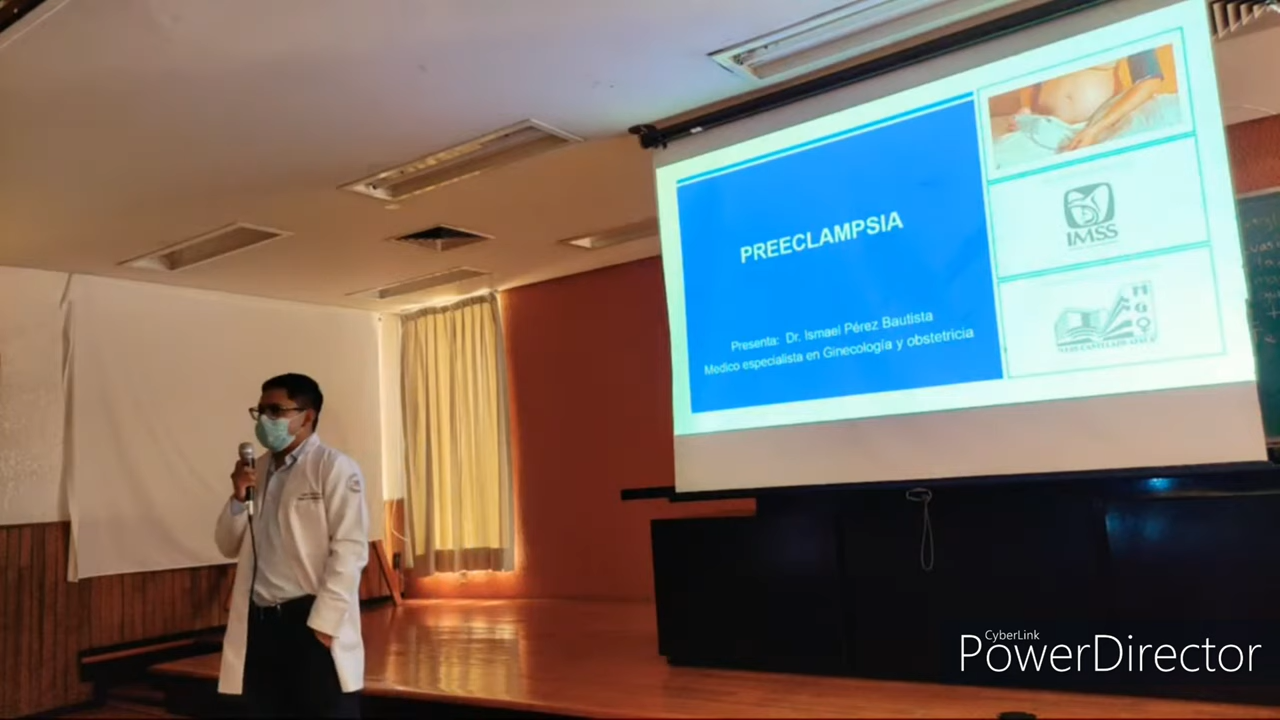 PREECLAMPSIA
Presenta: Dr. Ismael Pérez Bautista
Medico especialista en Ginecología y obstetricia
IMSS
CyberLink
PowerDirector